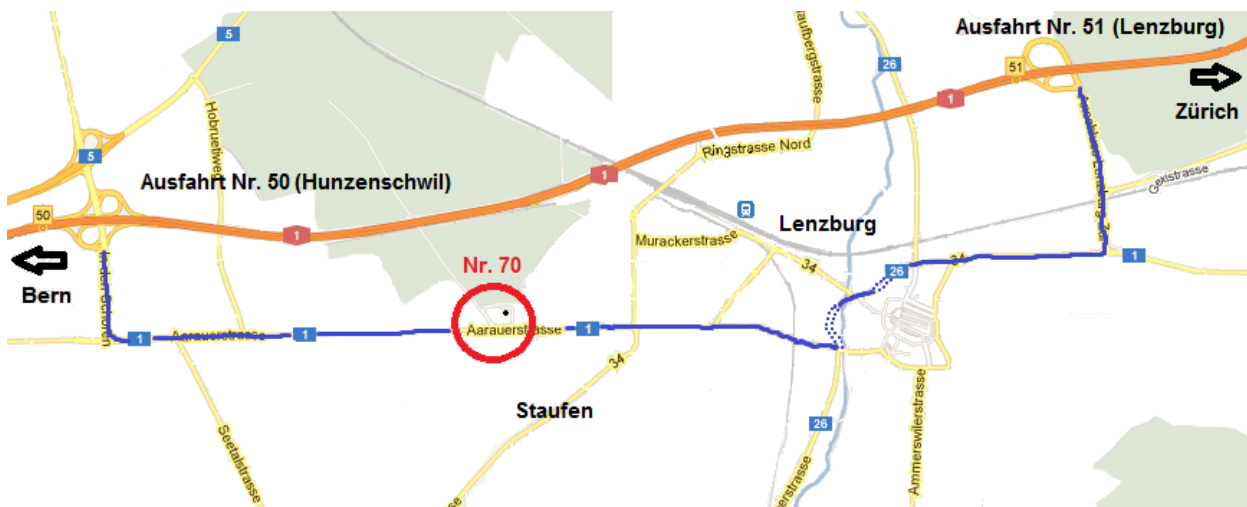 Ausfahrt Nr. 51 (Lenzburg)
5
26
51
1
Zürich
Hobruetiweg
Ringstrasse Nord
5
Ausfahrt Nr. 50 (Hunzenschwil)
1
Gexistrasse
50
1
Lenzburg
Murackerstrasse
Bern
Nr. 70
34
26
34
1
1
Aarauerstrasse
1
Aarauerstrasse
1
34
Staufen
26
Seetalstrasse
Ammerswilerstrasse